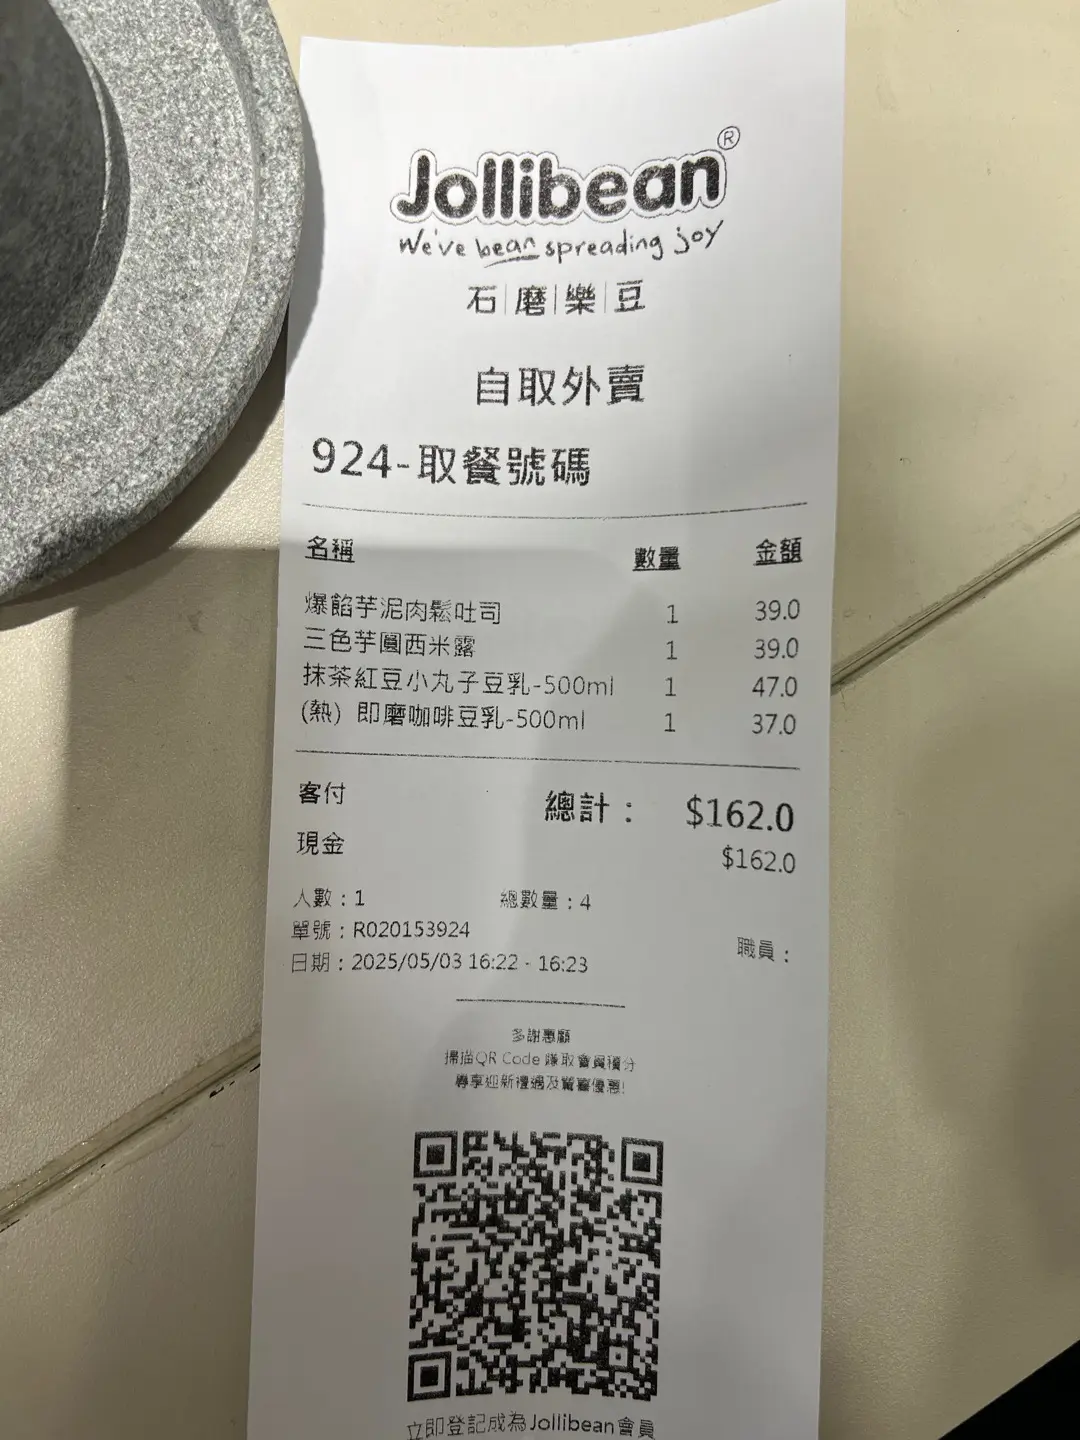 Jollibean®
We've bean spreading joy
石|磨|樂|豆
自取外賣
924-取餐號碼
名稱 數量 金額
爆餡芋泥肉鬆吐司 1 39.0
三色芋圓西米露 1 39.0
抹茶紅豆小丸子豆乳-500ml 1 47.0
(熱) 即磨咖啡豆乳-500ml 1 37.0
客付 總計： $162.0
現金 $162.0
人數：1 總數量：4
單號：R020153924
職員：
日期：2025/05/03 16:22 - 16:23
多謝惠顧
掃描QR Code 賺取會員積分
尊享迎新禮遇及驚喜優惠!
立即登記成為Jollibean會員